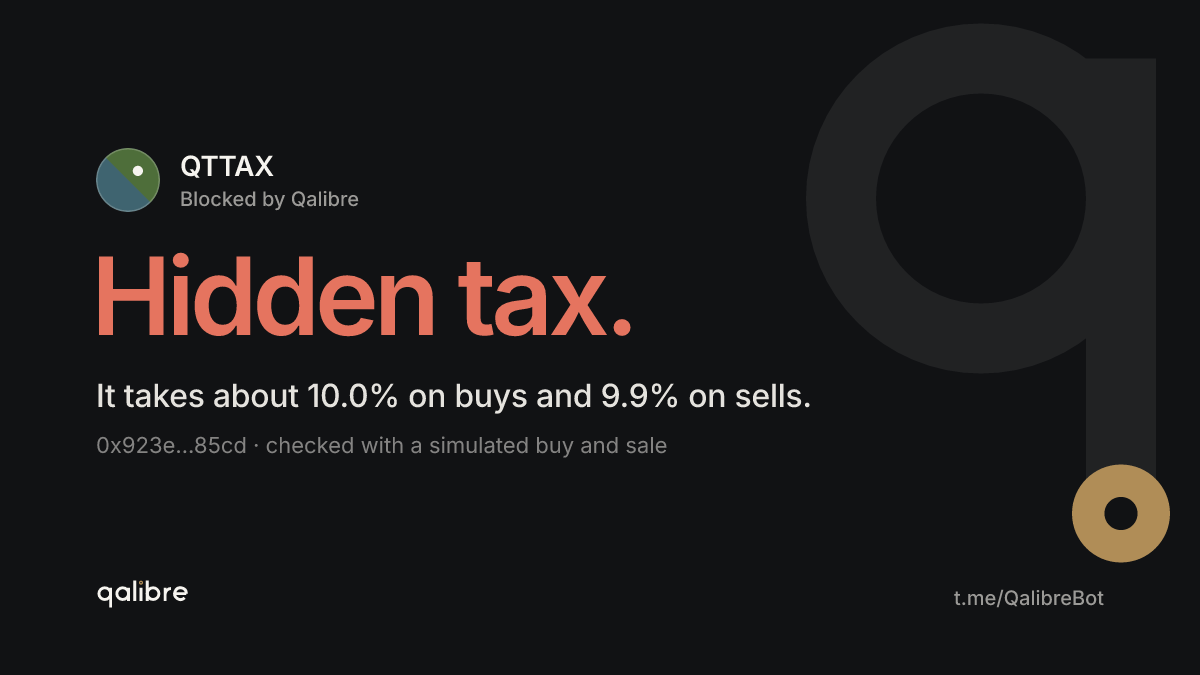 QTTAX
Blocked by Qalibre
Hidden tax.
It takes about 10.0% on buys and 9.9% on sells.
0x923e...85cd · checked with a simulated buy and sale
qalibre
t.me/QalibreBot